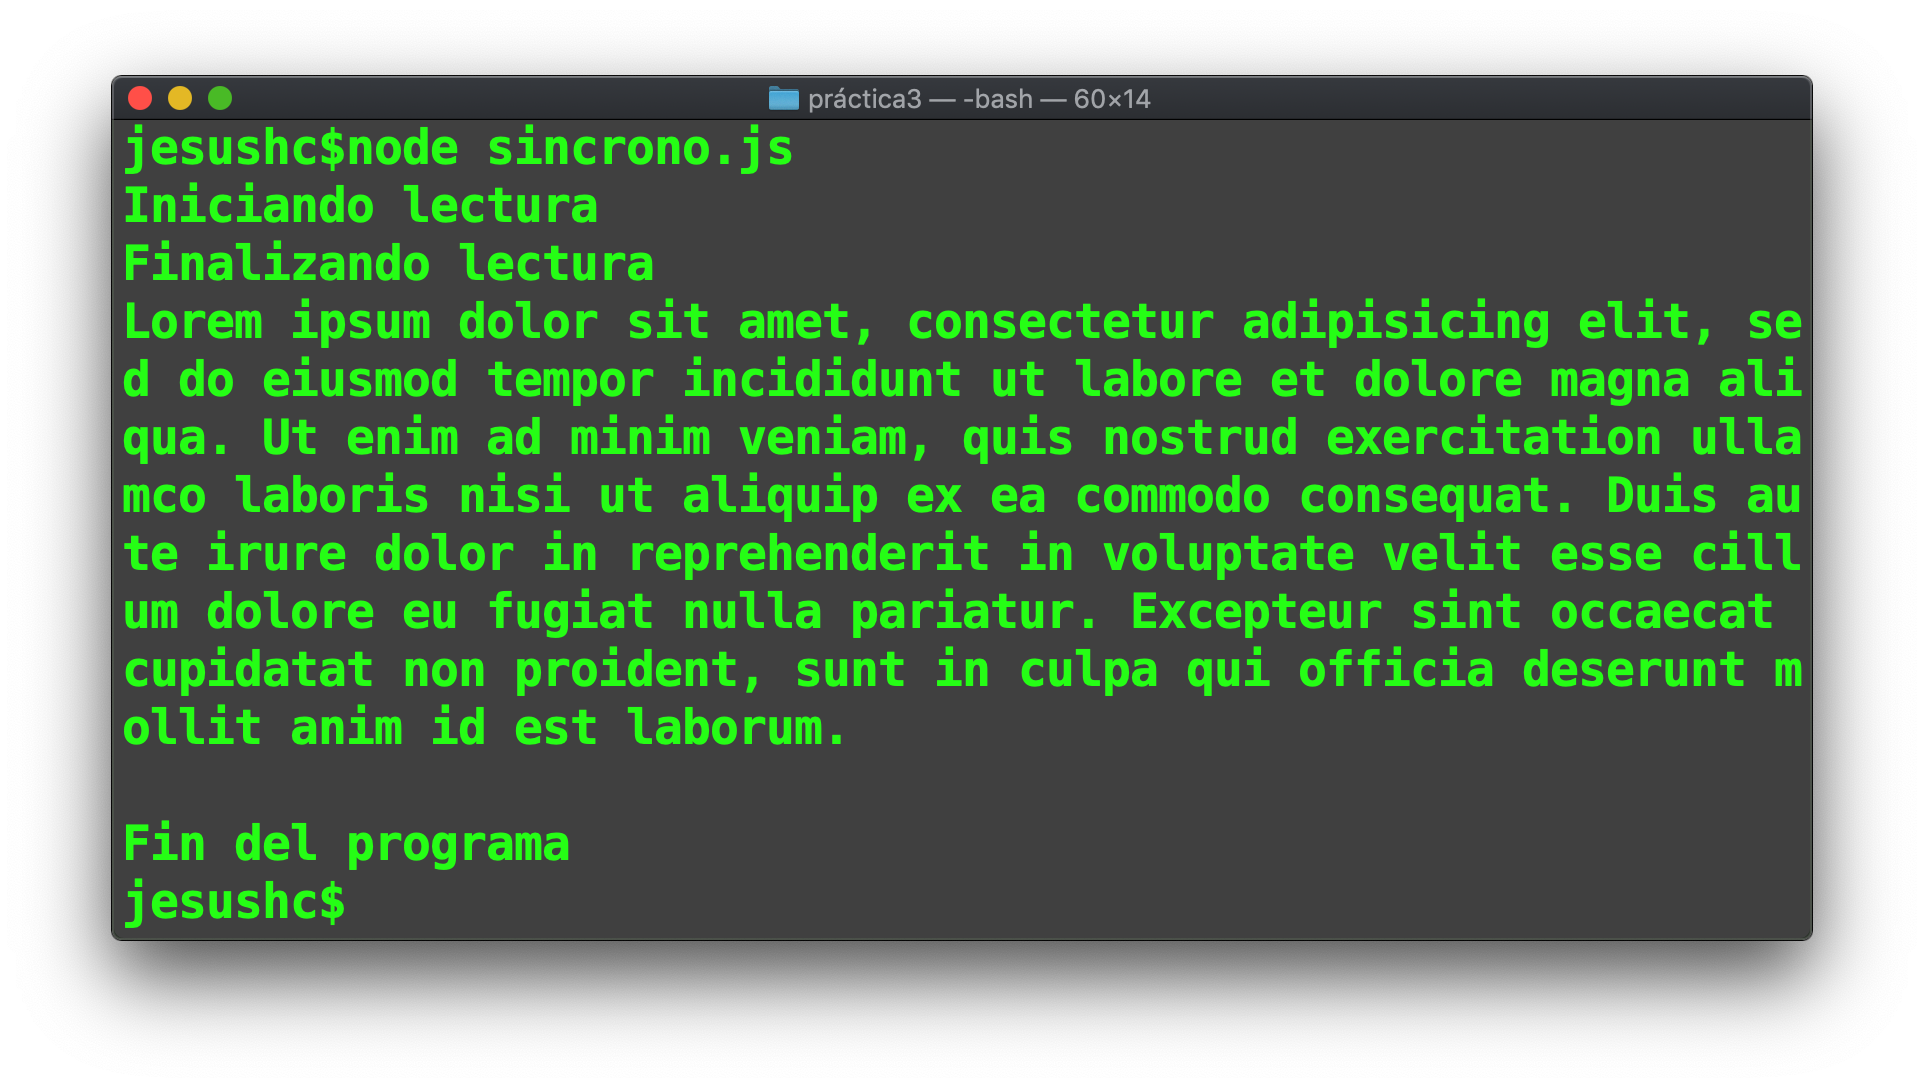 práctica3 — -bash — 60×14
jesushc$node sincrono.js
Iniciando lectura
Finalizando lectura
Lorem ipsum dolor sit amet, consectetur adipisicing elit, se
d do eiusmod tempor incididunt ut labore et dolore magna ali
qua. Ut enim ad minim veniam, quis nostrud exercitation ulla
mco laboris nisi ut aliquip ex ea commodo consequat. Duis au
te irure dolor in reprehenderit in voluptate velit esse cill
um dolore eu fugiat nulla pariatur. Excepteur sint occaecat
cupidatat non proident, sunt in culpa qui officia deserunt m
ollit anim id est laborum.
Fin del programa
jesushc$